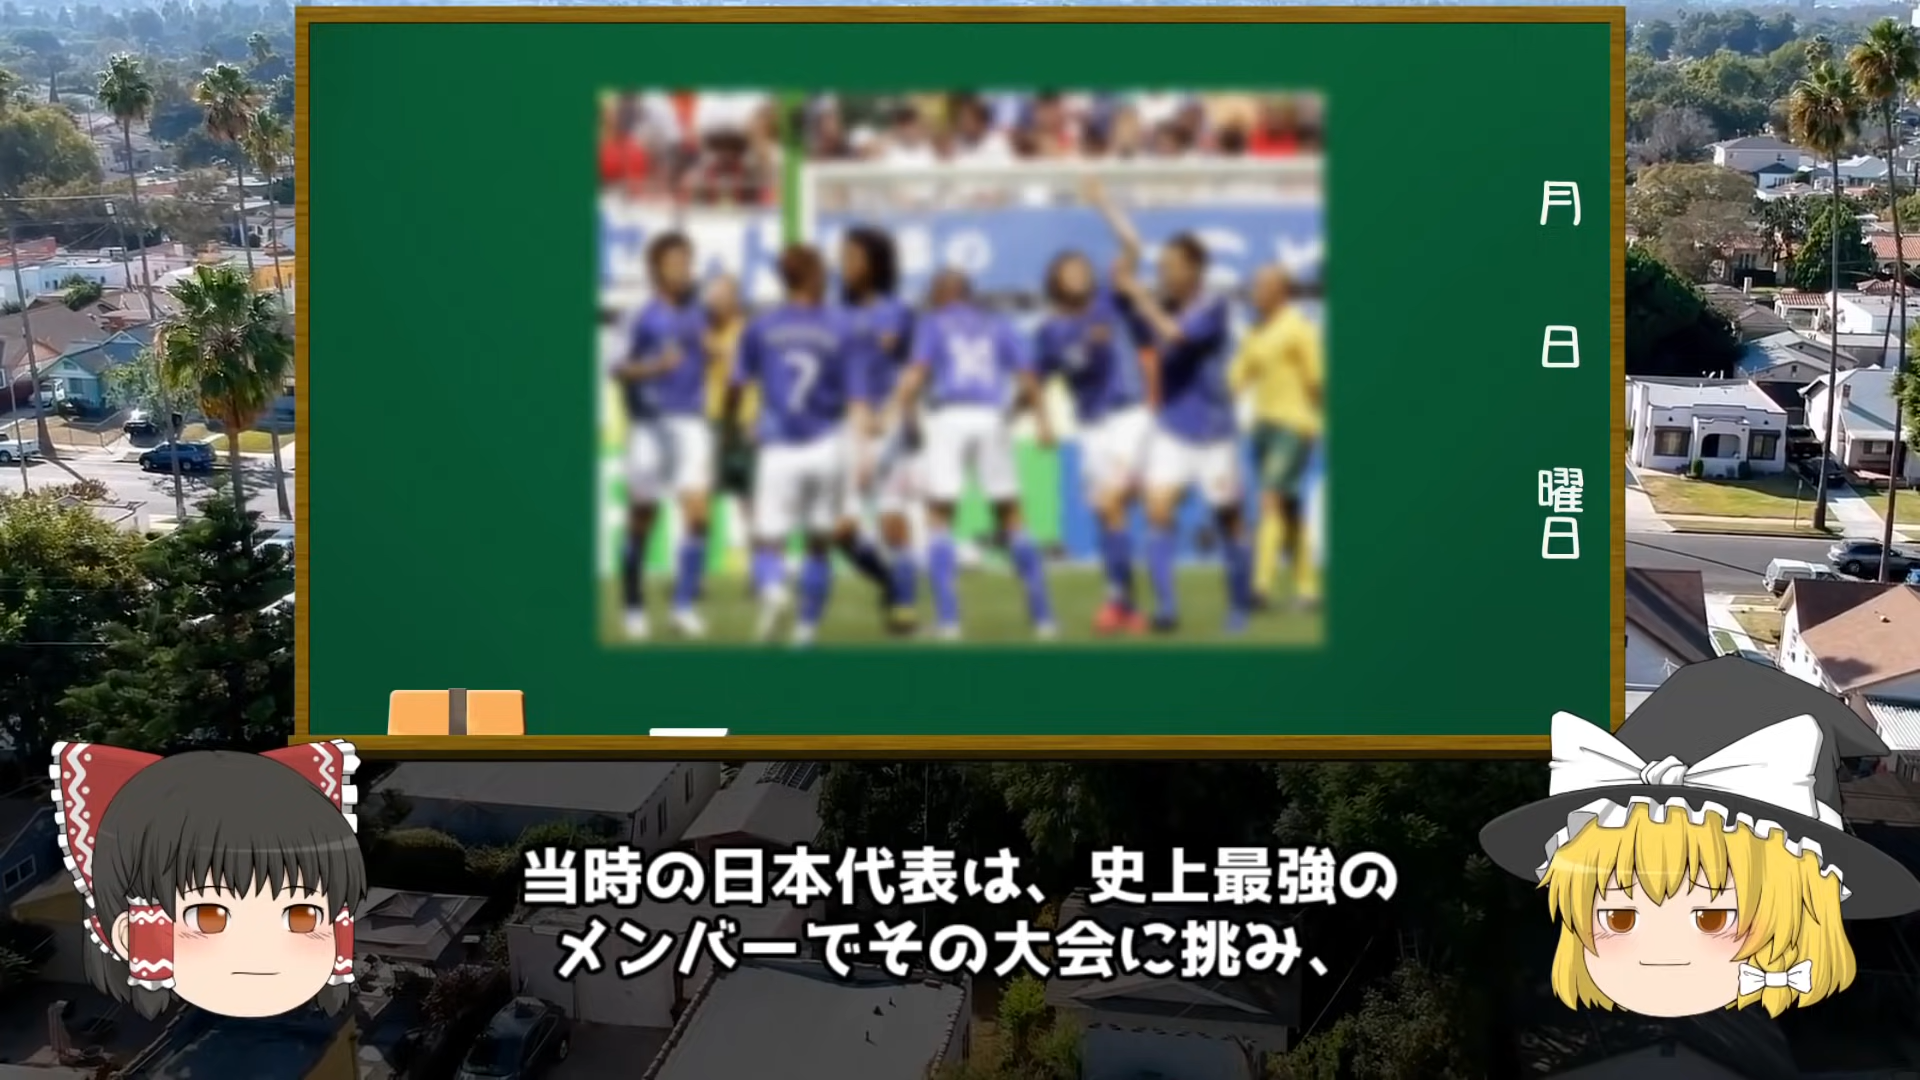 月
日
曜
日
7
当時の日本代表は、史上最強の
メンバーでその大会に挑み、